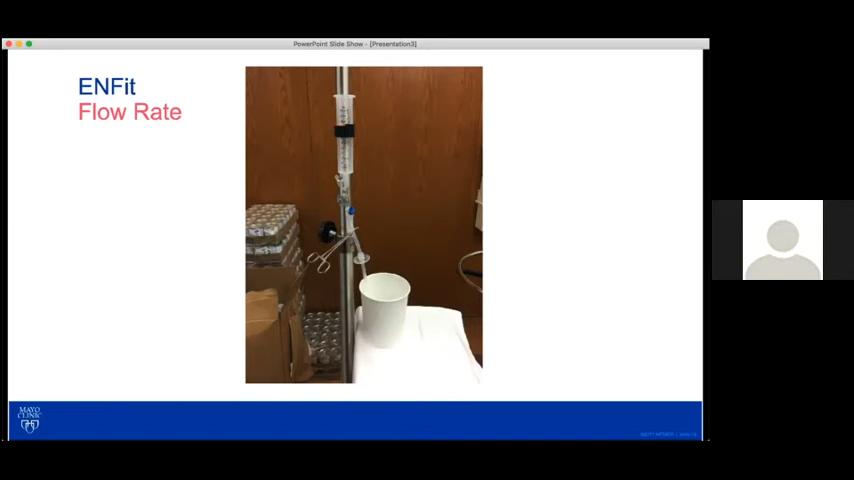 PowerPoint Slide Show - [Presentation3]
ENFit
Flow Rate
MAYO
CLINIC